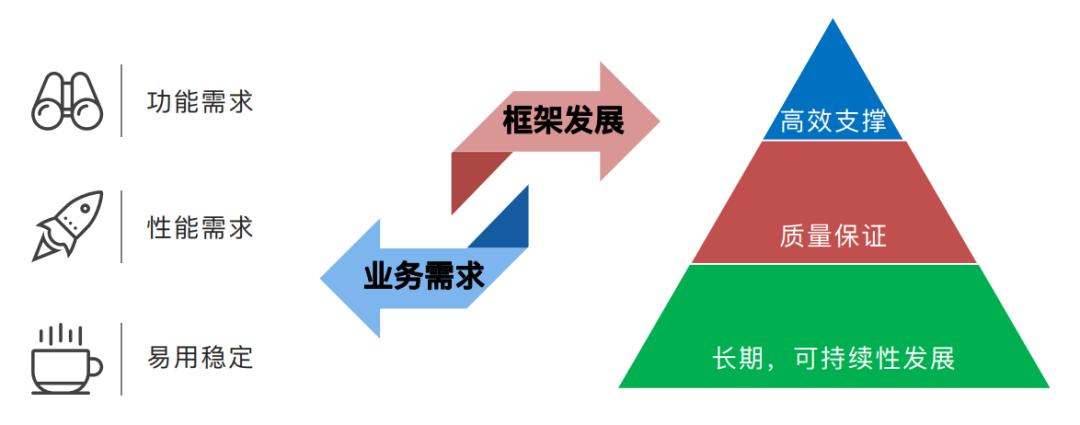 功能需求
性能需求
易用稳定
框架发展
业务需求
高效支撑
质量保证
长期，可持续性发展